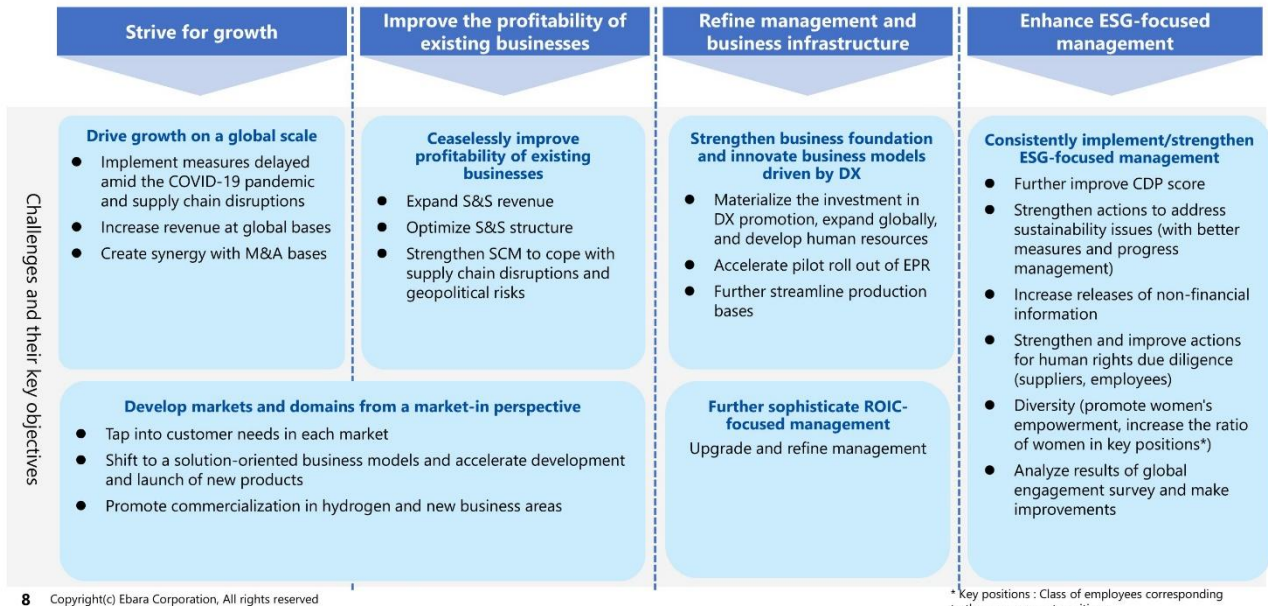 Strive for growth
Improve the profitability of
existing businesses
Refine management and
business infrastructure
Enhance ESG-focused
management
Challenges and their key objectives
Drive growth on a global scale
● Implement measures delayed
amid the COVID-19 pandemic
and supply chain disruptions
● Increase revenue at global bases
● Create synergy with M&A bases
Ceaselessly improve
profitability of existing
businesses
● Expand S&S revenue
● Optimize S&S structure
● Strengthen SCM to cope with
supply chain disruptions and
geopolitical risks
Develop markets and domains from a market-in perspective
● Tap into customer needs in each market
● Shift to a solution-oriented business models and accelerate development
and launch of new products
● Promote commercialization in hydrogen and new business areas
Strengthen business foundation
and innovate business models
driven by DX
● Materialize the investment in
DX promotion, expand globally,
and develop human resources
● Accelerate pilot roll out of EPR
● Further streamline production
bases
Further sophisticate ROIC-
focused management
Upgrade and refine management
Consistently implement/strengthen
ESG-focused management
● Further improve CDP score
● Strengthen actions to address
sustainability issues (with better
measures and progress
management)
● Increase releases of non-financial
information
● Strengthen and improve actions
for human rights due diligence
(suppliers, employees)
● Diversity (promote women's
empowerment, increase the ratio
of women in key positions*)
● Analyze results of global
engagement survey and make
improvements
8 Copyright(c) Ebara Corporation, All rights reserved
* Key positions : Class of employees corresponding